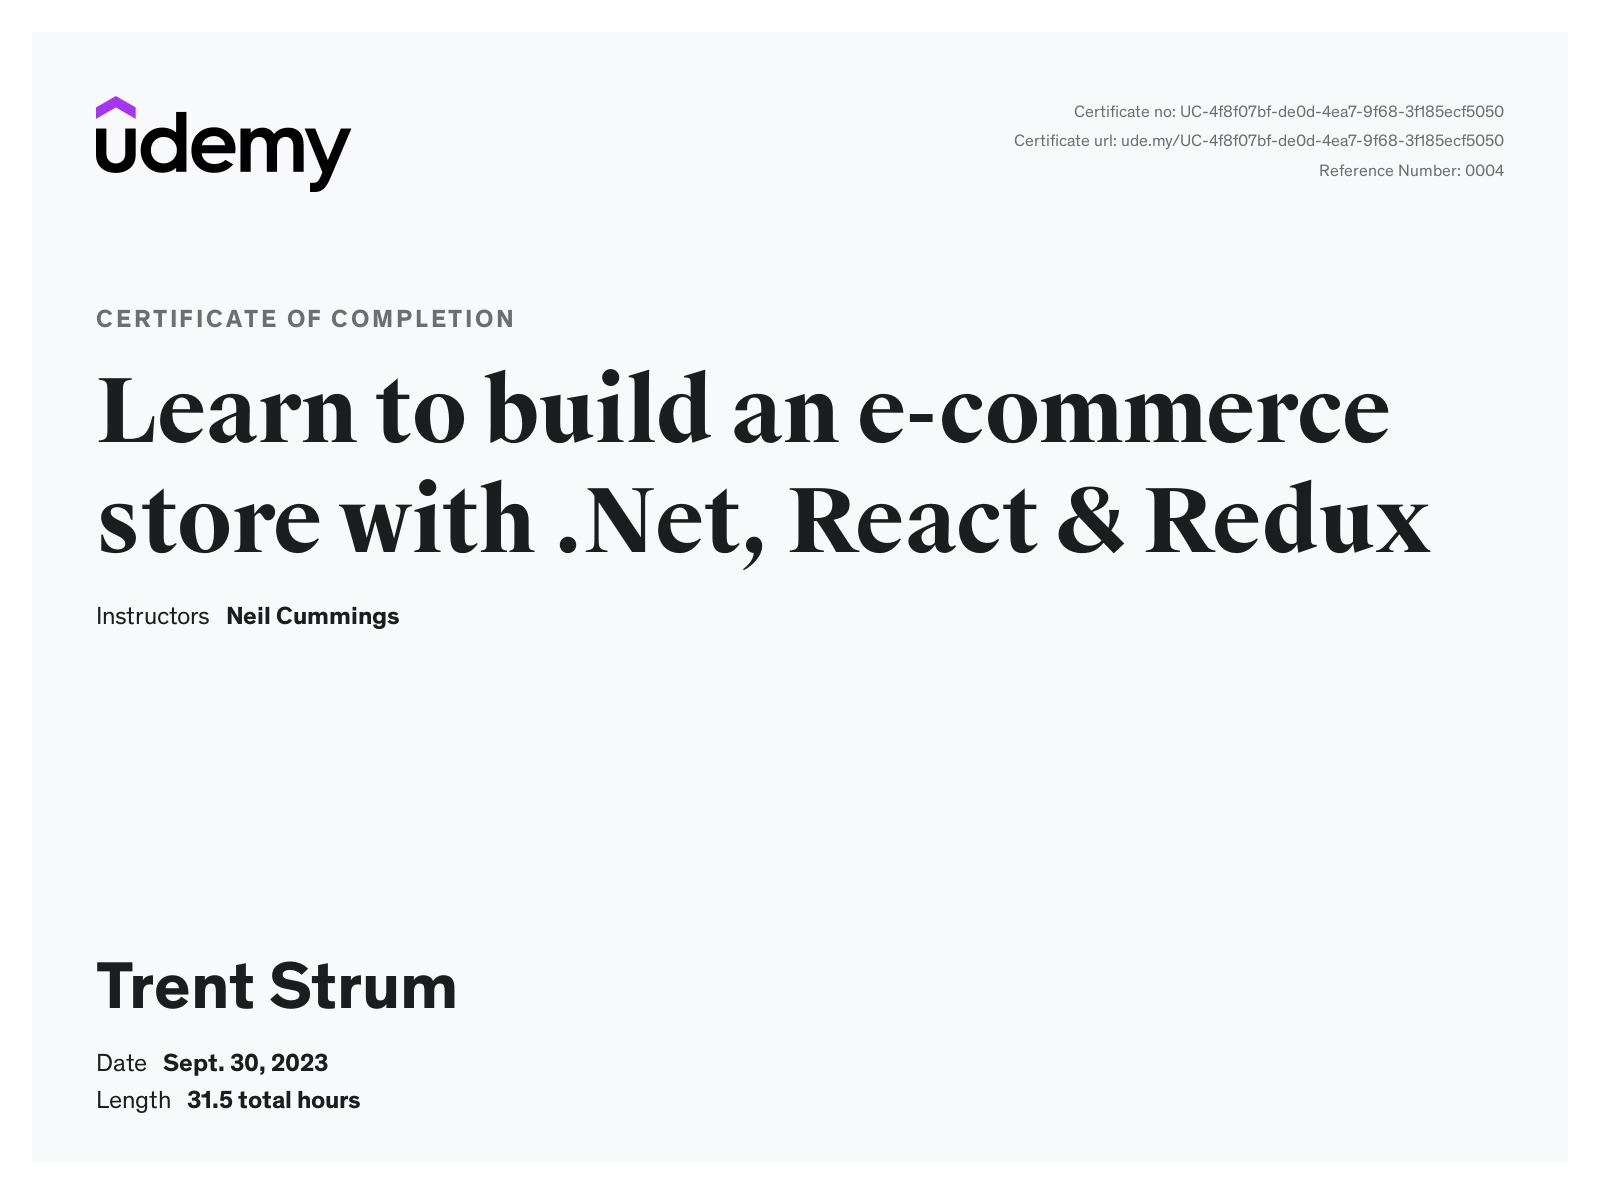 udemy
Certificate no: UC-4f8f07bf-de0d-4ea7-9f68-3f185ecf5050
Certificate url: ude.my/UC-4f8f07bf-de0d-4ea7-9f68-3f185ecf5050
Reference Number: 0004
CERTIFICATE OF COMPLETION
Learn to build an e-commerce
store with .Net, React & Redux
Instructors Neil Cummings
Trent Strum
Date Sept. 30, 2023
Length 31.5 total hours